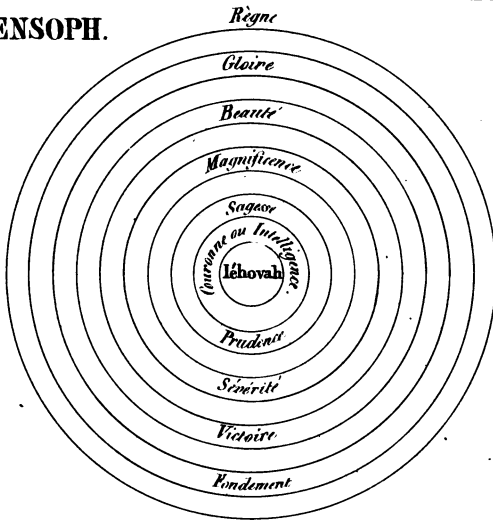 ENSOPH.
Règne
Gloire
Beauté
Magnificence
Sagesse
Couronne ou Intelligence.
Iéhovah
Prudence
Sévérité
Victoire
Fondement